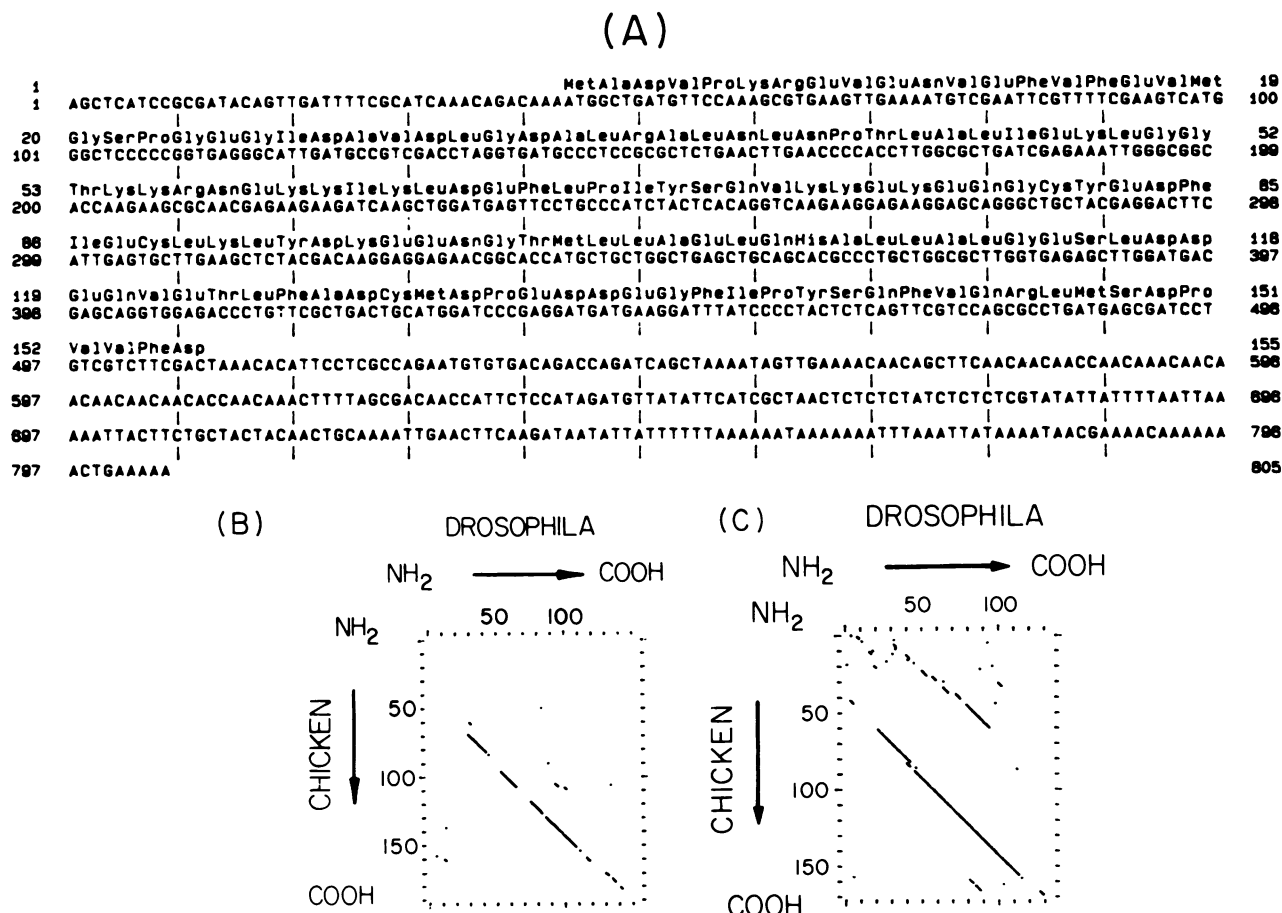 (A)
1 MetAlaAspValProLysArgGluValGluAsnValGluPheValPheGluValMet 19
1 AGCTCATCCGCGATACAGTTGATTTTCGCATCAAACAGACAAAATGGCTGATGTTCCAAAGCGTGAAGTTGAAAATGTCGAATTCGTTTTCGAAGTCATG 100
20 GlySerProGlyGluGlyIleAspAlaValAspLeuGlyAspAlaLeuArgAlaLeuAsnLeuAsnProThrLeuAlaLeuIleGluLysLeuGlyGly 52
101 GGCTCCCCCGGTGAGGGCATTGATGCCGTCGACCTAGGTGATGCCCTCCGCGCTCTGAACTTGAACCCCACCTTGGCGCTGATCGAGAAATTGGGCGGC 199
53 ThrLysLysArgAsnGluLysLysIleLysLeuAspGluPheLeuProIleTyrSerGlnValLysLysGluLysGluGlnGlyCysTyrGluAspPhe 85
200 ACCAAGAAGCGCAACGAGAAGAAGATCAAGCTGGATGAGTTCCTGCCCATCTACTCACAGGTCAAGAAGGAGAAGGAGCAGGGCTGCTACGAGGACTTC 298
86 IleGluCysLeuLysLeuTyrAspLysGluGluAsnGlyThrMetLeuLeuAlaGluLeuGlnHisAlaLeuLeuAlaLeuGlyGluSerLeuAspAsp 118
299 ATTGAGTGCTTGAAGCTCTACGACAAGGAGGAGAACGGCACCATGCTGCTGGCTGAGCTGCAGCACGCCCTGCTGGCGCTTGGTGAGAGCTTGGATGAC 397
119 GluGlnValGluThrLeuPheAlaAspCysMetAspProGluAspAspGluGlyPheIleProTyrSerGlnPheValGlnArgLeuMetSerAspPro 151
398 GAGCAGGTGGAGACCCTGTTCGCTGACTGCATGGATCCCGAGGATGATGAAGGATTTATCCCCTACTCTCAGTTCGTCCAGCGCCTGATGAGCGATCCT 496
152 ValValPheAsp 155
497 GTCGTCTTCGACTAAACACATTCCTCGCCAGAATGTGTGACAGACCAGATCAGCTAAAATAGTTGAAAACAACAGCTTCAACAACAACCAACAAACAACA 596
597 ACAACAACAACACCAACAAACTTTTAGCGACAACCATTCTCCATAGATGTTATATTCATCGCTAACTCTCTCTATCTCTCTCGTATATTATTTTAATTAA 696
697 AAATTACTTCTGCTACTACAACTGCAAAATTGAACTTCAAGATAATATTATTTTTTAAAAAATAAAAAAATTTAAATTATAAAATAACGAAAACAAAAAA 796
797 ACTGAAAAA 805
(B) DROSOPHILA
NH2 COOH
NH2 50 100
50
CHICKEN
100
150
COOH
(C) DROSOPHILA
NH2 COOH
NH2 50 100
50
CHICKEN
100
150
COOH